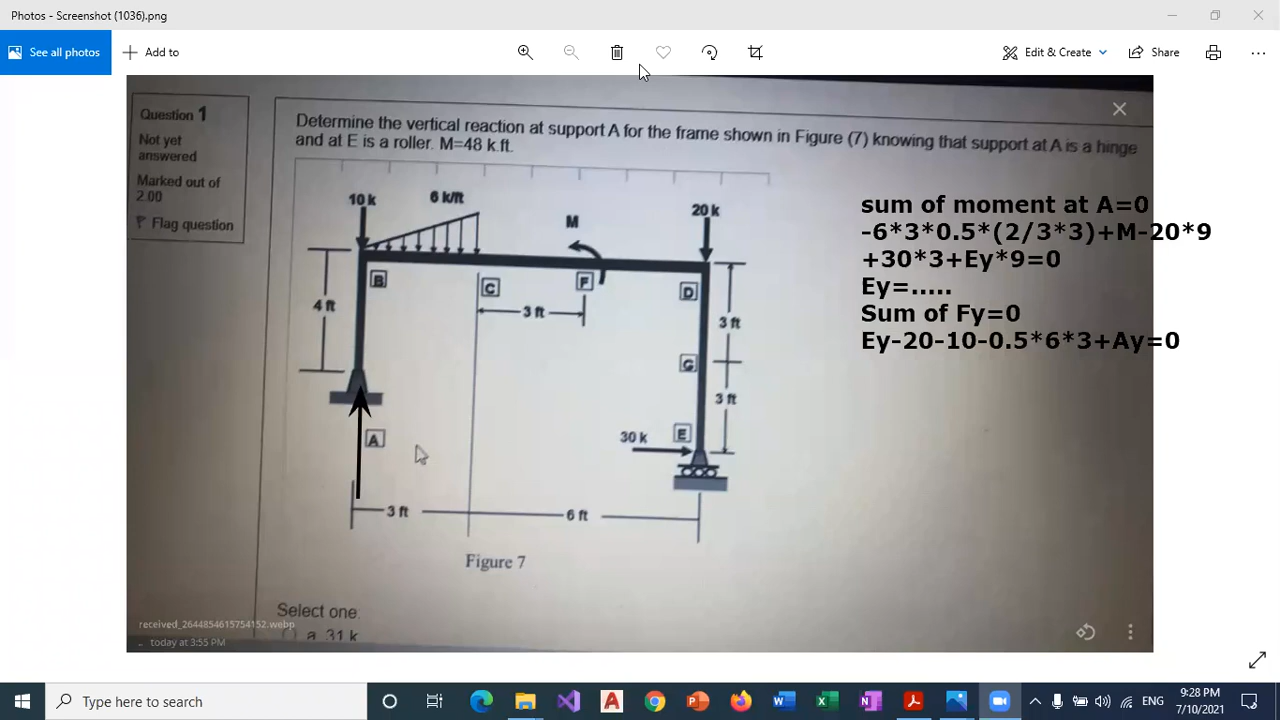 Photos - Screenshot (1036).png
See all photos
Add to
Edit & Create
Share
Question 1
Not yet
answered
Marked out of
2.00
Flag question
Determine the vertical reaction at support A for the frame shown in Figure (7) knowing that support at A is a hinge
and at E is a roller. M=48 k.ft.
10 k
6 k/ft
M
20 k
B
C
F
D
4 ft
3 ft
3 ft
G
3 ft
30 k
E
A
3 ft
6 ft
Figure 7
Select one:
a. 31 k
received_2644854615754152.webp
today at 3:55 PM
sum of moment at A=0
-6*3*0.5*(2/3*3)+M-20*9
+30*3+Ey*9=0
Ey=.....
Sum of Fy=0
Ey-20-10-0.5*6*3+Ay=0
Type here to search
ENG
9:28 PM
7/10/2021